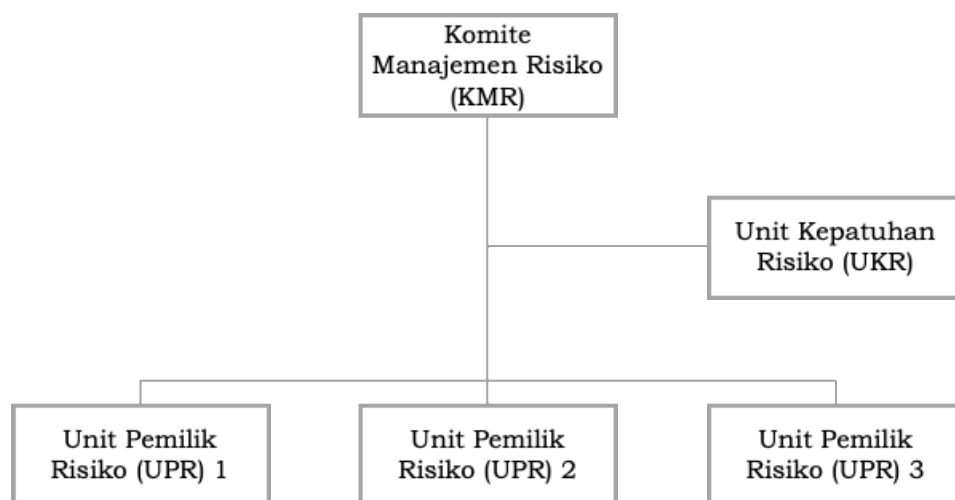 Komite
Manajemen Risiko
(KMR)
Unit Kepatuhan
Risiko (UKR)
Unit Pemilik
Risiko (UPR) 1
Unit Pemilik
Risiko (UPR) 2
Unit Pemilik
Risiko (UPR) 3